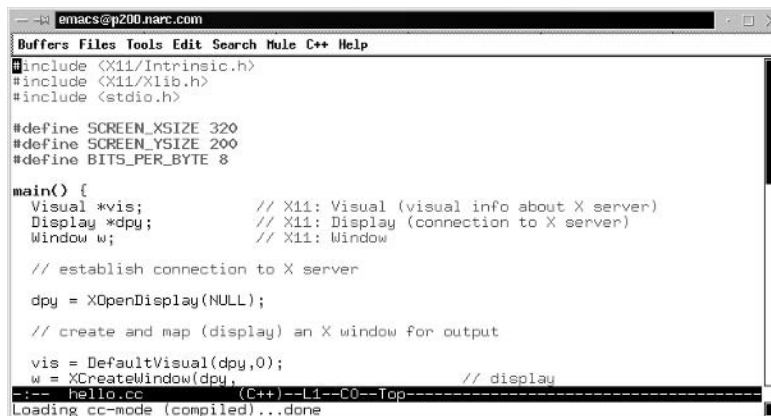 emacs@p200.narc.com
Buffers Files Tools Edit Search Mule C++ Help
#include <X11/Intrinsic.h>
#include <X11/Xlib.h>
#include <stdio.h>
#define SCREEN_XSIZE 320
#define SCREEN_YSIZE 200
#define BITS_PER_BYTE 8
main() {
  Visual *vis;            // X11: Visual (visual info about X server)
  Display *dpy;           // X11: Display (connection to X server)
  Window w;               // X11: Window
  // establish connection to X server
  dpy = XOpenDisplay(NULL);
  // create and map (display) an X window for output
  vis = DefaultVisual(dpy,0);
  w = XCreateWindow(dpy,                          // display
-:--  hello.cc          (C++)--L1--C0--Top-----------------------------------
Loading cc-mode (compiled)...done